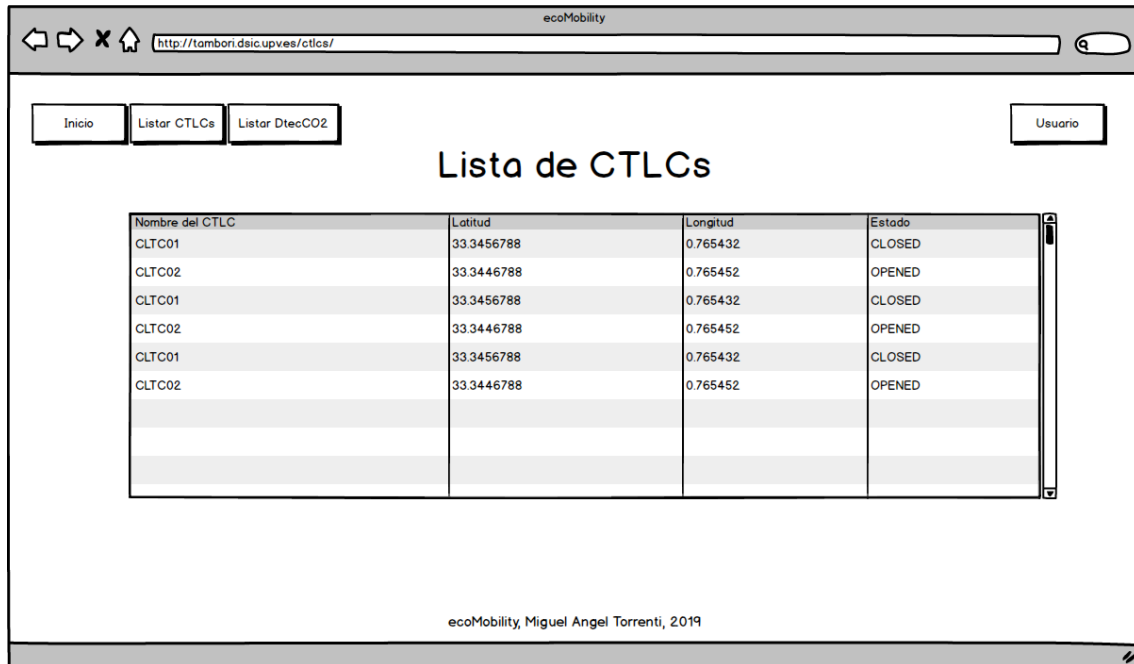 ecoMobility
http://tambori.dsic.upv.es/ctlcs/
Inicio Listar CTLCs Listar DtecCO2 Usuario
Lista de CTLCs
Nombre del CTLC Latitud Longitud Estado
CLTC01 33.3456788 0.765432 CLOSED
CLTC02 33.3446788 0.765452 OPENED
CLTC01 33.3456788 0.765432 CLOSED
CLTC02 33.3446788 0.765452 OPENED
CLTC01 33.3456788 0.765432 CLOSED
CLTC02 33.3446788 0.765452 OPENED
ecoMobility, Miguel Angel Torrenti, 2019